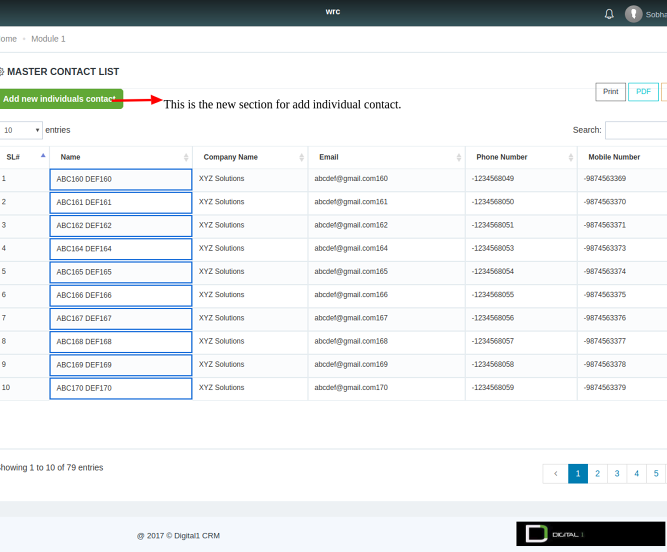 wrc
Sobha
ome - Module 1
MASTER CONTACT LIST
Add new individuals contact
This is the new section for add individual contact.
Print PDF
10 entries
Search:
SL# Name Company Name Email Phone Number Mobile Number
1 ABC160 DEF160 XYZ Solutions abcdef@gmail.com160 -1234568049 -9874563369
2 ABC161 DEF161 XYZ Solutions abcdef@gmail.com161 -1234568050 -9874563370
3 ABC162 DEF162 XYZ Solutions abcdef@gmail.com162 -1234568051 -9874563371
4 ABC164 DEF164 XYZ Solutions abcdef@gmail.com164 -1234568053 -9874563373
5 ABC165 DEF165 XYZ Solutions abcdef@gmail.com165 -1234568054 -9874563374
6 ABC166 DEF166 XYZ Solutions abcdef@gmail.com166 -1234568055 -9874563375
7 ABC167 DEF167 XYZ Solutions abcdef@gmail.com167 -1234568056 -9874563376
8 ABC168 DEF168 XYZ Solutions abcdef@gmail.com168 -1234568057 -9874563377
9 ABC169 DEF169 XYZ Solutions abcdef@gmail.com169 -1234568058 -9874563378
10 ABC170 DEF170 XYZ Solutions abcdef@gmail.com170 -1234568059 -9874563379
howing 1 to 10 of 79 entries
‹ 1 2 3 4 5
@ 2017 © Digital1 CRM
DIGITAL 1